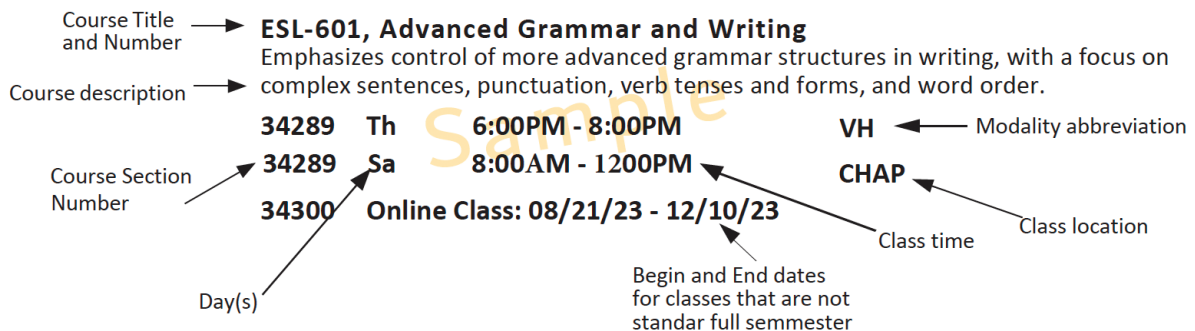 Course Title
and Number
ESL-601, Advanced Grammar and Writing
Emphasizes control of more advanced grammar structures in writing, with a focus on
Course description
complex sentences, punctuation, verb tenses and forms, and word order.
Sample
34289 Th 6:00PM - 8:00PM VH
Modality abbreviation
34289 Sa 8:00AM - 1200PM CHAP
Course Section
Number
34300 Online Class: 08/21/23 - 12/10/23
Class location
Class time
Begin and End dates
for classes that are not
standar full semmester
Day(s)